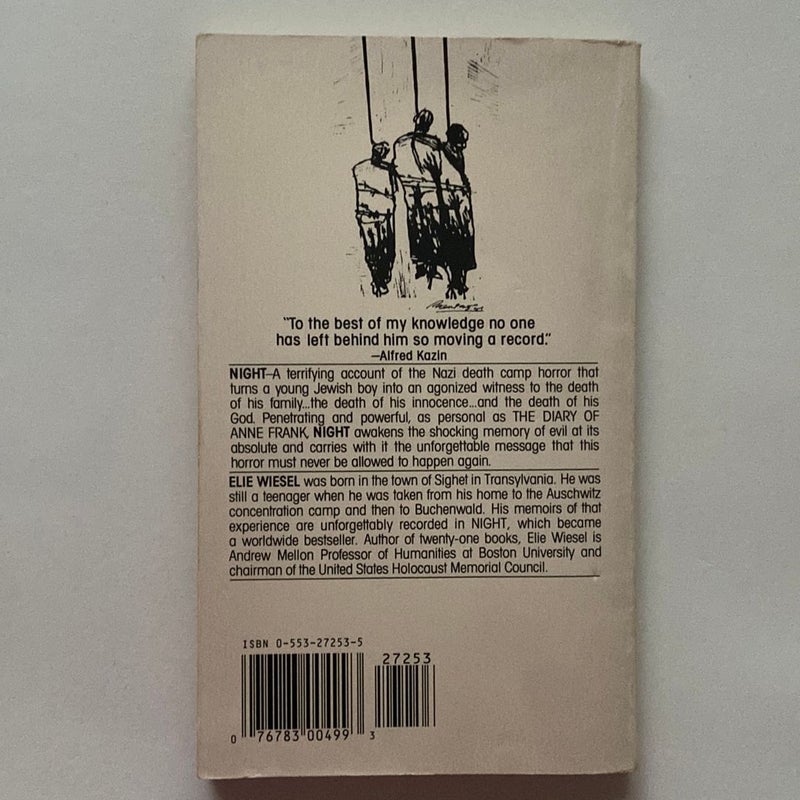 "To the best of my knowledge no one
has left behind him so moving a record."
—Alfred Kazin
NIGHT—A terrifying account of the Nazi death camp horror that
turns a young Jewish boy into an agonized witness to the death
of his family...the death of his innocence...and the death of his
God. Penetrating and powerful, as personal as THE DIARY OF
ANNE FRANK, NIGHT awakens the shocking memory of evil at its
absolute and carries with it the unforgettable message that this
horror must never be allowed to happen again.
ELIE WIESEL was born in the town of Sighet in Transylvania. He was
still a teenager when he was taken from his home to the Auschwitz
concentration camp and then to Buchenwald. His memoirs of that
experience are unforgettably recorded in NIGHT, which became
a worldwide bestseller. Author of twenty-one books, Elie Wiesel is
Andrew Mellon Professor of Humanities at Boston University and
chairman of the United States Holocaust Memorial Council.
ISBN 0-553-27253-5
27253
0 76783 00499 3